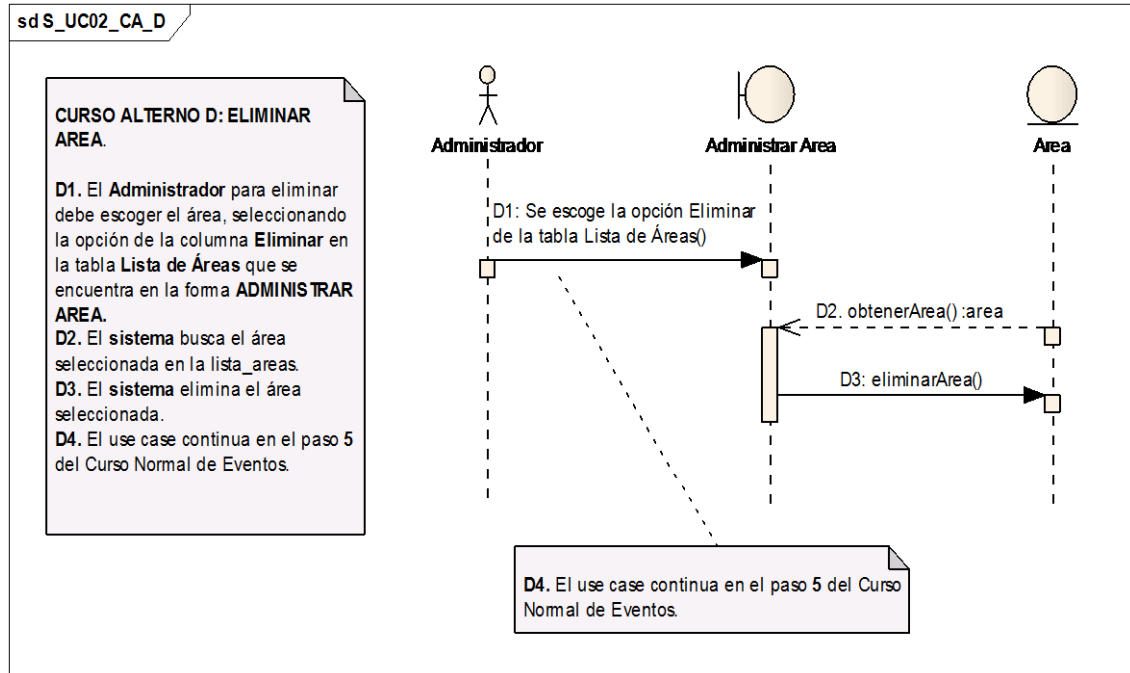 sd S_UC02_CA_D
CURSO ALTERNO D: ELIMINAR
AREA.
D1. El Administrador para eliminar
debe escoger el área, seleccionando
la opción de la columna Eliminar en
la tabla Lista de Áreas que se
encuentra en la forma ADMINISTRAR
AREA.
D2. El sistema busca el área
seleccionada en la lista_areas.
D3. El sistema elimina el área
seleccionada.
D4. El use case continua en el paso 5
del Curso Normal de Eventos.
Administrador
Administrar Area
Area
D1: Se escoge la opción Eliminar
de la tabla Lista de Áreas()
D2. obtenerArea() :area
D3: eliminarArea()
D4. El use case continua en el paso 5 del Curso
Normal de Eventos.